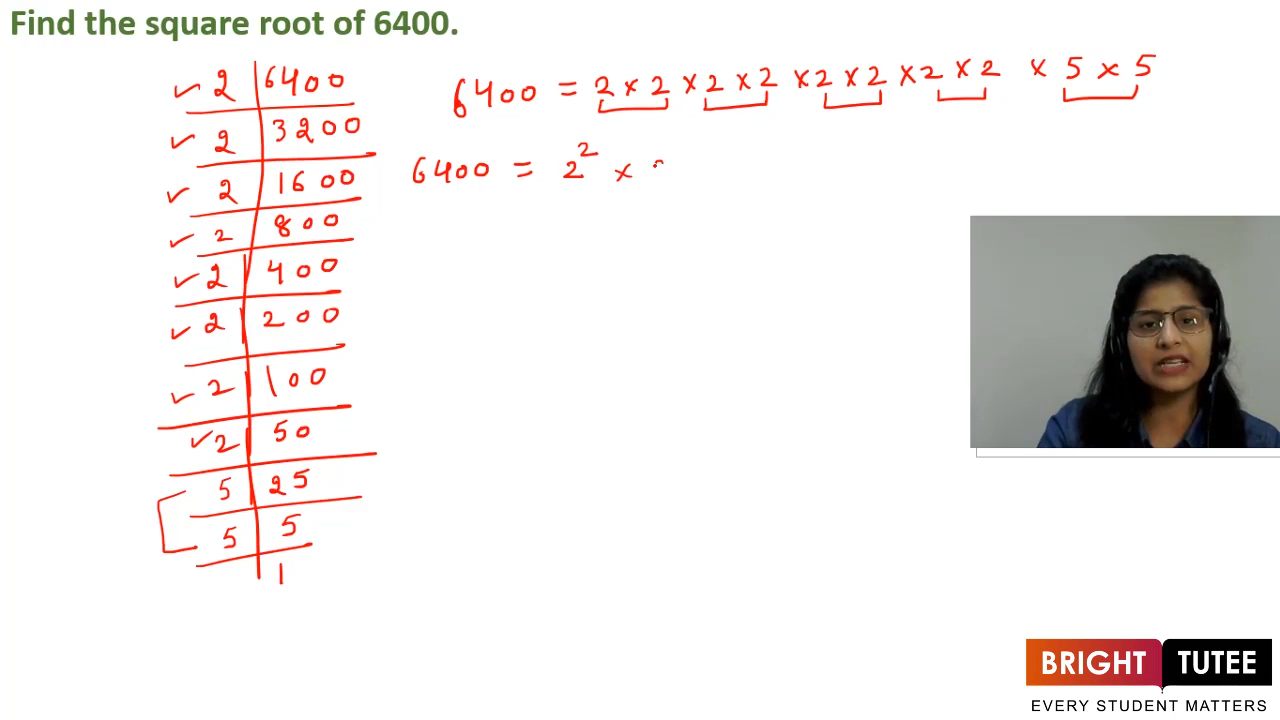 Find the square root of 6400.
2 | 6400
2 | 3200
2 | 1600
2 | 800
2 | 400
2 | 200
2 | 100
2 | 50
5 | 25
5 | 5
1
6400 = 2 × 2 × 2 × 2 × 2 × 2 × 2 × 2 × 5 × 5
6400 = 2² ×
BRIGHT TUTEE
EVERY STUDENT MATTERS